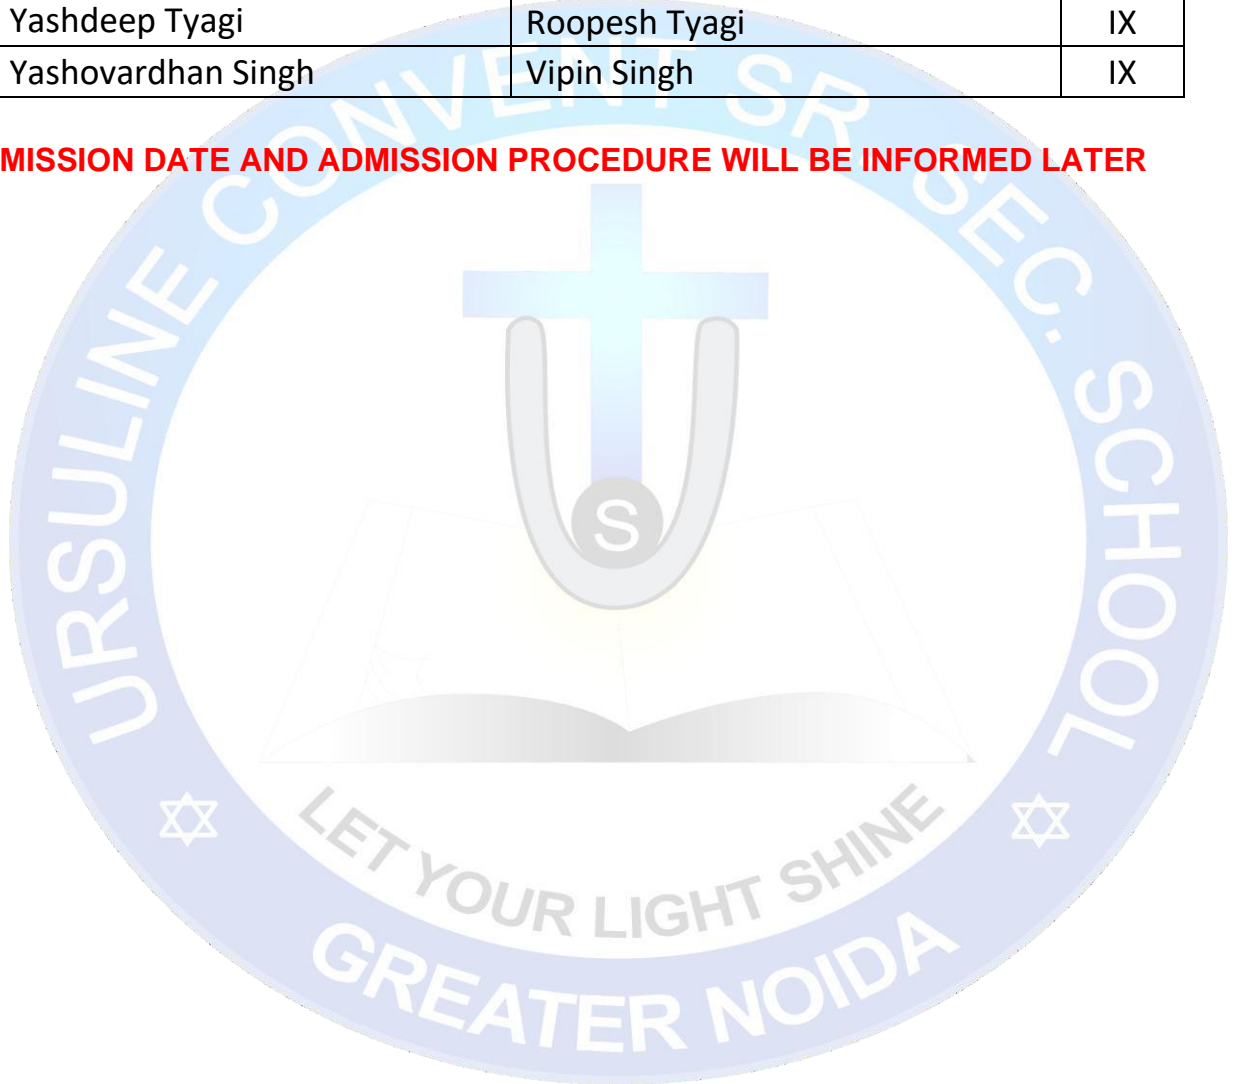 Yashdeep Tyagi Roopesh Tyagi IX
Yashovardhan Singh Vipin Singh IX
MISSION DATE AND ADMISSION PROCEDURE WILL BE INFORMED LATER
URSULINE CONVENT SR. SEC. SCHOOL
S
LET YOUR LIGHT SHINE
GREATER NOIDA